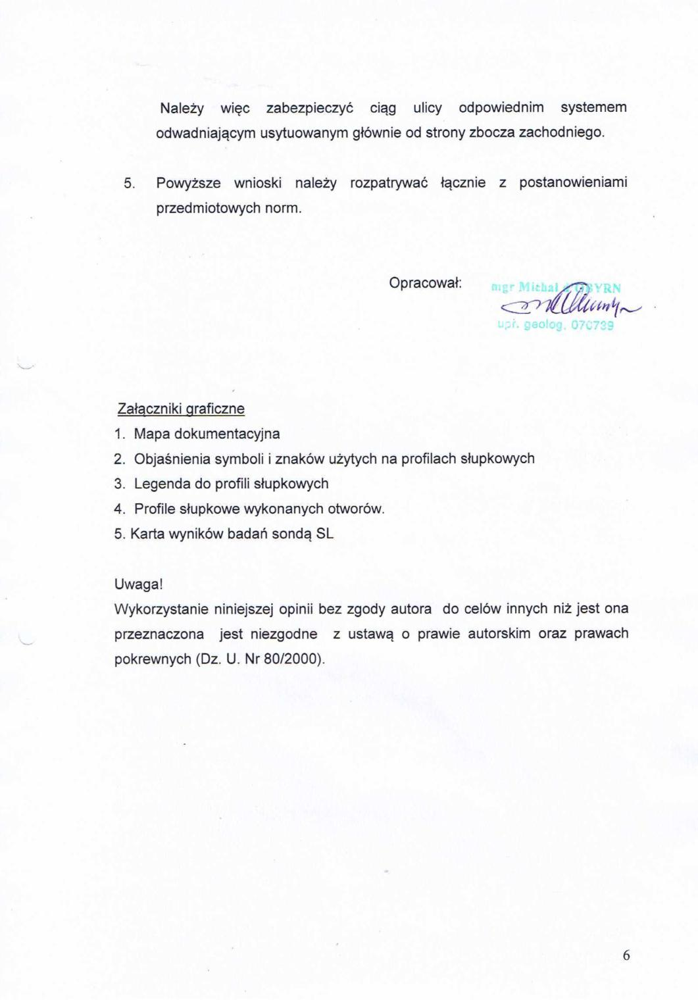 Należy więc zabezpieczyć ciąg ulicy odpowiednim systemem
odwadniającym usytuowanym głównie od strony zbocza zachodniego.
5. Powyższe wnioski należy rozpatrywać łącznie z postanowieniami
przedmiotowych norm.
Opracował:
mgr Michał
upr. geolog. 070739
Załączniki graficzne
1. Mapa dokumentacyjna
2. Objaśnienia symboli i znaków użytych na profilach słupkowych
3. Legenda do profili słupkowych
4. Profile słupkowe wykonanych otworów.
5. Karta wyników badań sondą SL
Uwaga!
Wykorzystanie niniejszej opinii bez zgody autora do celów innych niż jest ona
przeznaczona jest niezgodne z ustawą o prawie autorskim oraz prawach
pokrewnych (Dz. U. Nr 80/2000).
6